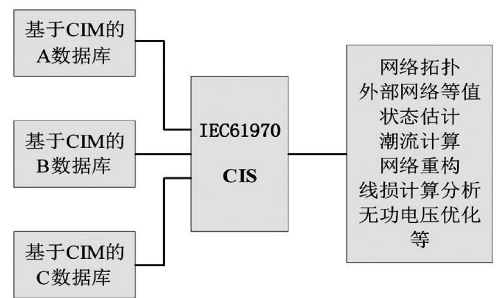 基于CIM的
A数据库
基于CIM的
B数据库
基于CIM的
C数据库
IEC61970
CIS
网络拓扑
外部网络等值
状态估计
潮流计算
网络重构
线损计算分析
无功电压优化
等